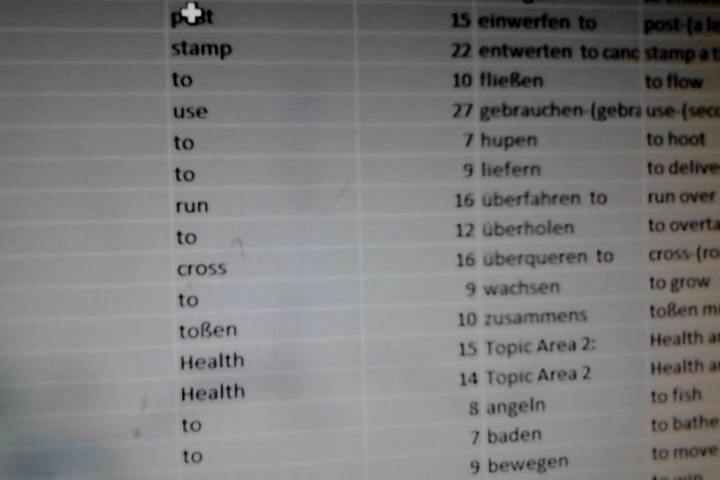 15 einwerfen to post-(a le
stamp 22 entwerten to canc stamp a t
to 10 fließen to flow
use 27 gebrauchen-(gebra use-(seco
to 7 hupen to hoot
to 9 liefern to delive
run 16 überfahren to run over
to 12 überholen to overta
cross 16 überqueren to cross-(ro
to 9 wachsen to grow
toßen 10 zusammens toßen m
Health 15 Topic Area 2: Health a
Health 14 Topic Area 2 Health a
to 8 angeln to fish
to 7 baden to bathe
9 bewegen to move